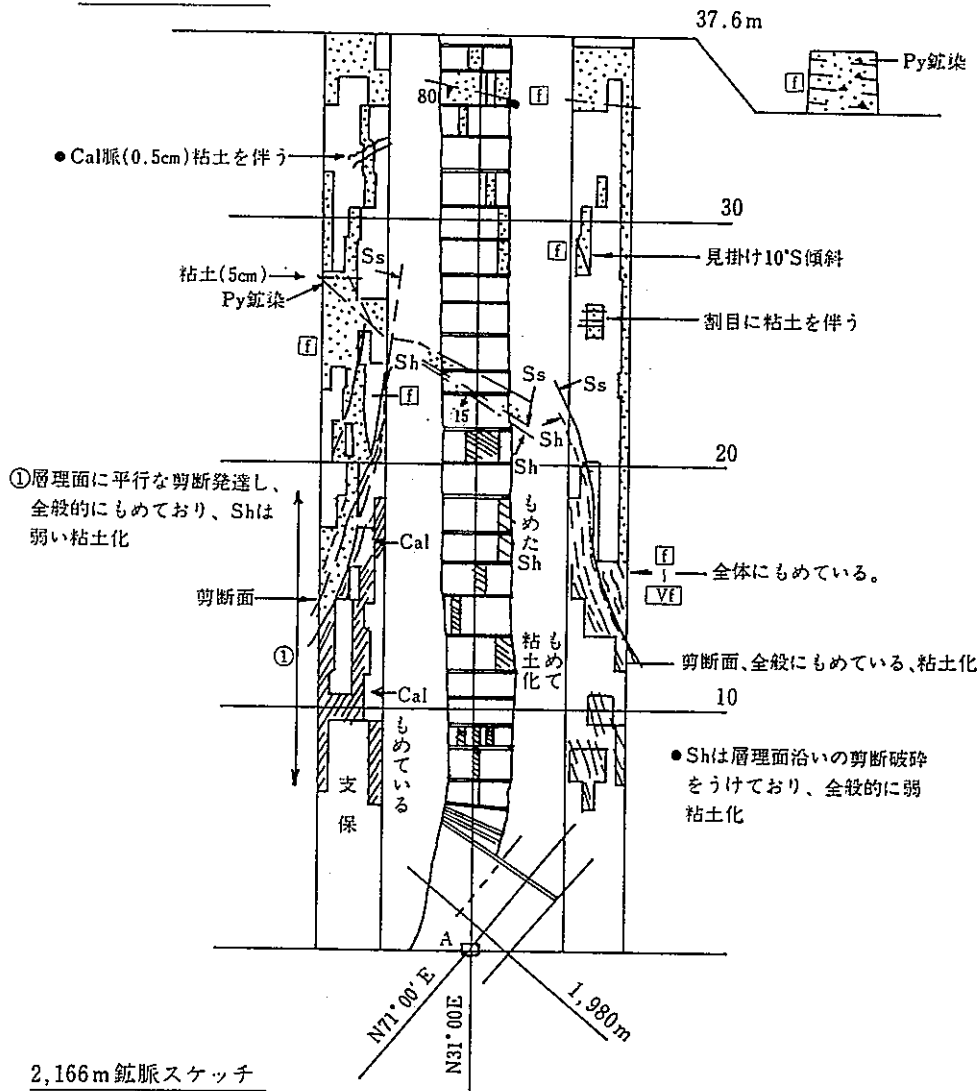 37.6m
Py鉱染
f
80
f
●Cal脈(0.5cm)粘土を伴う
30
Ss
f
見掛け10°S傾斜
粘土(5cm)
Py鉱染
割目に粘土を伴う
f
Sh
Ss
Ss
f
15
Sh
Sh
20
①層理面に平行な剪断発達し、
全般的にもめており、Shは
弱い粘土化
もめたSh
Cal
f
~
Vf
全体にもめている。
剪断面
①
もめて
粘土化
剪断面、全般にもめている、粘土化
Cal
10
もめている
●Shは層理面沿いの剪断破砕
をうけており、全般的に弱
粘土化
支保
A
N71°00′E
N31°00E
1,980m
2,166m鉱脈スケッチ